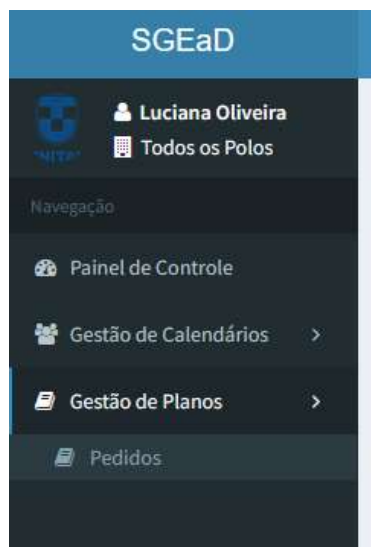 SGEaD
Luciana Oliveira
Todos os Polos
Navegação
Painel de Controle
Gestão de Calendários
Gestão de Planos
Pedidos